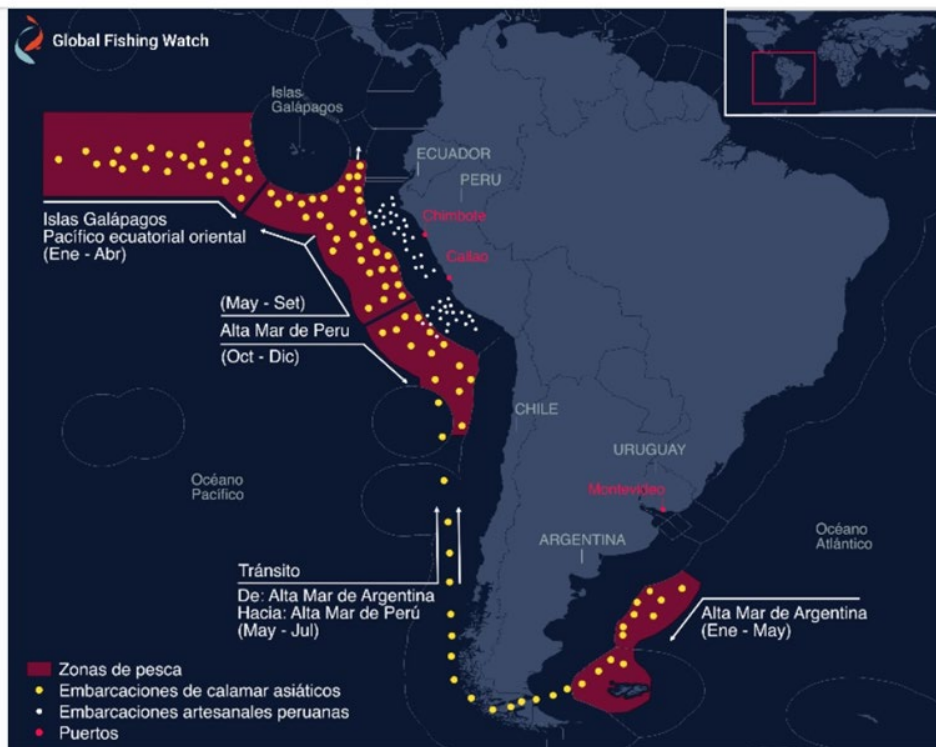 Global Fishing Watch
Islas
Galápagos
ECUADOR
PERU
Chimbote
Callao
Islas Galápagos
Pacífico ecuatorial oriental
(Ene - Abr)
(May - Set)
Alta Mar de Peru
(Oct - Dic)
CHILE
URUGUAY
Montevideo
Océano
Pacífico
ARGENTINA
Océano
Atlántico
Tránsito
De: Alta Mar de Argentina
Hacia: Alta Mar de Perú
(May - Jul)
Alta Mar de Argentina
(Ene - May)
Zonas de pesca
Embarcaciones de calamar asiáticos
Embarcaciones artesanales peruanas
Puertos